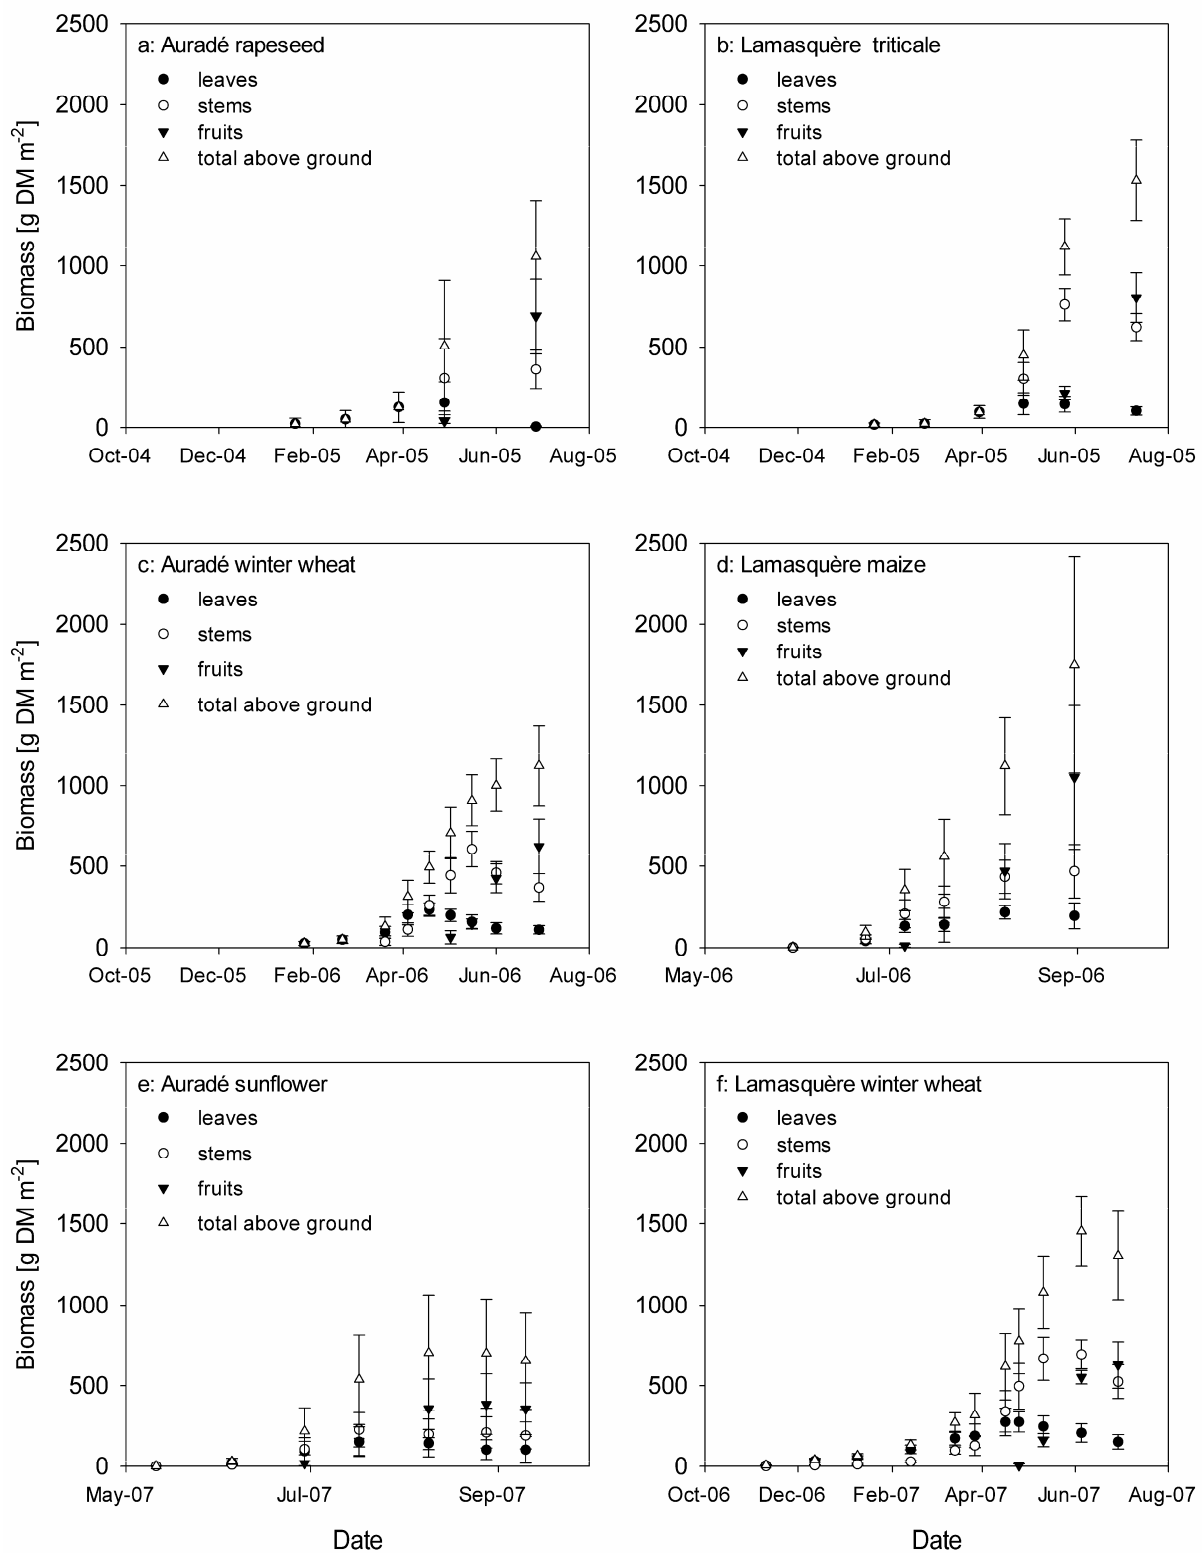 a: Auradé rapeseed
leaves
stems
fruits
total above ground
2500
2000
1500
1000
500
0
Biomass [g DM m-2]
Oct-04 Dec-04 Feb-05 Apr-05 Jun-05 Aug-05
b: Lamasquère triticale
leaves
stems
fruits
total above ground
2500
2000
1500
1000
500
0
Oct-04 Dec-04 Feb-05 Apr-05 Jun-05 Aug-05
c: Auradé winter wheat
leaves
stems
fruits
total above ground
2500
2000
1500
1000
500
0
Biomass [g DM m-2]
Oct-05 Dec-05 Feb-06 Apr-06 Jun-06 Aug-06
d: Lamasquère maize
leaves
stems
fruits
total above ground
2500
2000
1500
1000
500
0
May-06 Jul-06 Sep-06
e: Auradé sunflower
leaves
stems
fruits
total above ground
2500
2000
1500
1000
500
0
Biomass [g DM m-2]
May-07 Jul-07 Sep-07
Date
f: Lamasquère winter wheat
leaves
stems
fruits
total above ground
2500
2000
1500
1000
500
0
Oct-06 Dec-06 Feb-07 Apr-07 Jun-07 Aug-07
Date